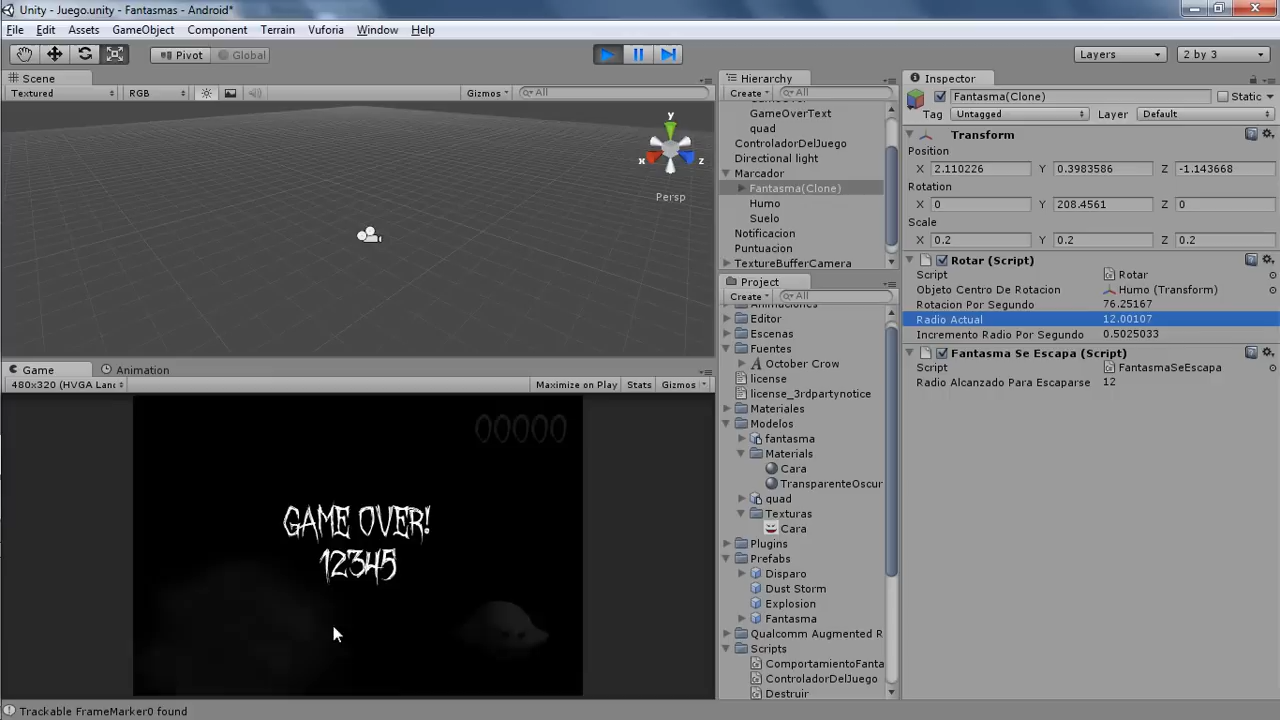 Unity - Juego.unity - Fantasmas - Android*
File Edit Assets GameObject Component Terrain Vuforia Window Help
Pivot Global Layers 2 by 3
Scene
Textured RGB Gizmos All
y
x z
Persp
Game Animation
480x320 (HVGA Lan Maximize on Play Stats Gizmos
00000
GAME OVER!
12345
Hierarchy
Create All
GameOverText
quad
ControladorDelJuego
Directional light
Marcador
Fantasma(Clone)
Humo
Suelo
Notificacion
Puntuacion
TextureBufferCamera
Project
Create All
Animaciones
Editor
Escenas
Fuentes
October Crow
license
license_3rdpartynotice
Materiales
Modelos
fantasma
Materials
Cara
TransparenteOscur
quad
Texturas
Cara
Plugins
Prefabs
Disparo
Dust Storm
Explosion
Fantasma
Qualcomm Augmented R
Scripts
ComportamientoFanta
ControladorDelJuego
Destruir
Inspector
Fantasma(Clone) Static
Tag Untagged Layer Default
Transform
Position
X 2.110226 Y 0.3983586 Z -1.143668
Rotation
X 0 Y 208.4561 Z 0
Scale
X 0.2 Y 0.2 Z 0.2
Rotar (Script)
Script Rotar
Objeto Centro De Rotacion Humo (Transform)
Rotacion Por Segundo 76.25167
Radio Actual 12.00107
Incremento Radio Por Segundo 0.5025033
Fantasma Se Escapa (Script)
Script FantasmaSeEscapa
Radio Alcanzado Para Escaparse 12
Trackable FrameMarker0 found